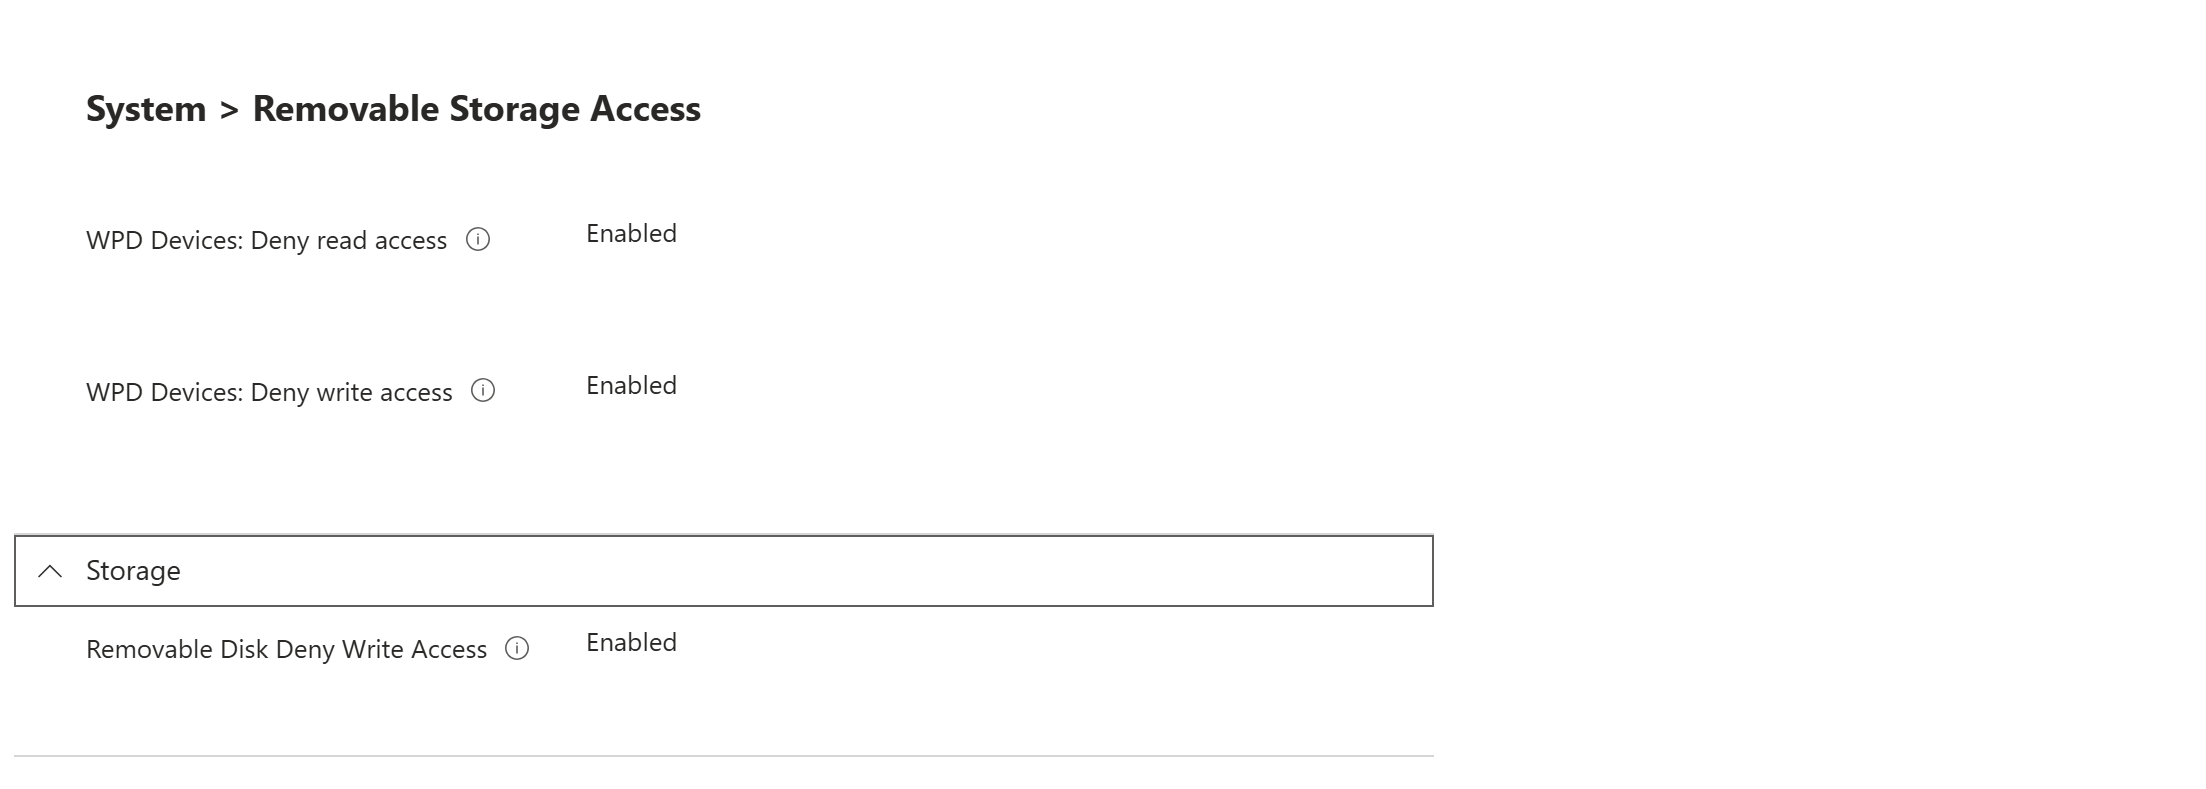 System > Removable Storage Access
WPD Devices: Deny read access Enabled
WPD Devices: Deny write access Enabled
Storage
Removable Disk Deny Write Access Enabled